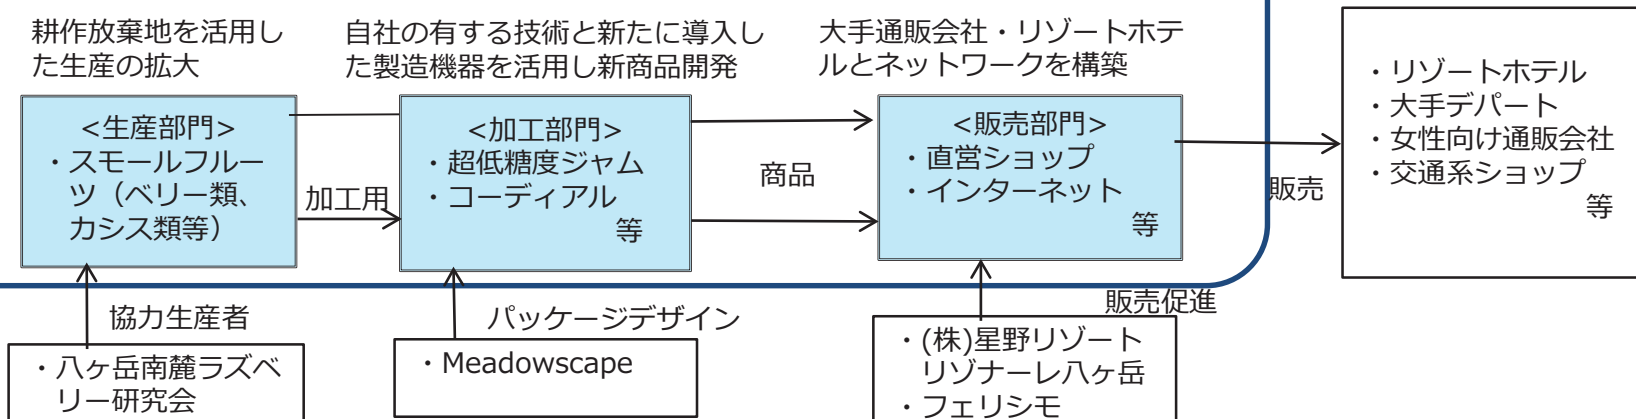 耕作放棄地を活用し
た生産の拡大
自社の有する技術と新たに導入し
た製造機器を活用し新商品開発
大手通販会社・リゾートホテ
ルとネットワークを構築
<生産部門>
・スモールフルー
ツ（ベリー類、
カシス類等）
加工用
<加工部門>
・超低糖度ジャム
・コーディアル
等
商品
<販売部門>
・直営ショップ
・インターネット
等
販売
・リゾートホテル
・大手デパート
・女性向け通販会社
・交通系ショップ
等
協力生産者
・八ヶ岳南麓ラズベ
リー研究会
パッケージデザイン
・Meadowscape
販売促進
・(株)星野リゾート
リゾナーレ八ヶ岳
・フェリシモ